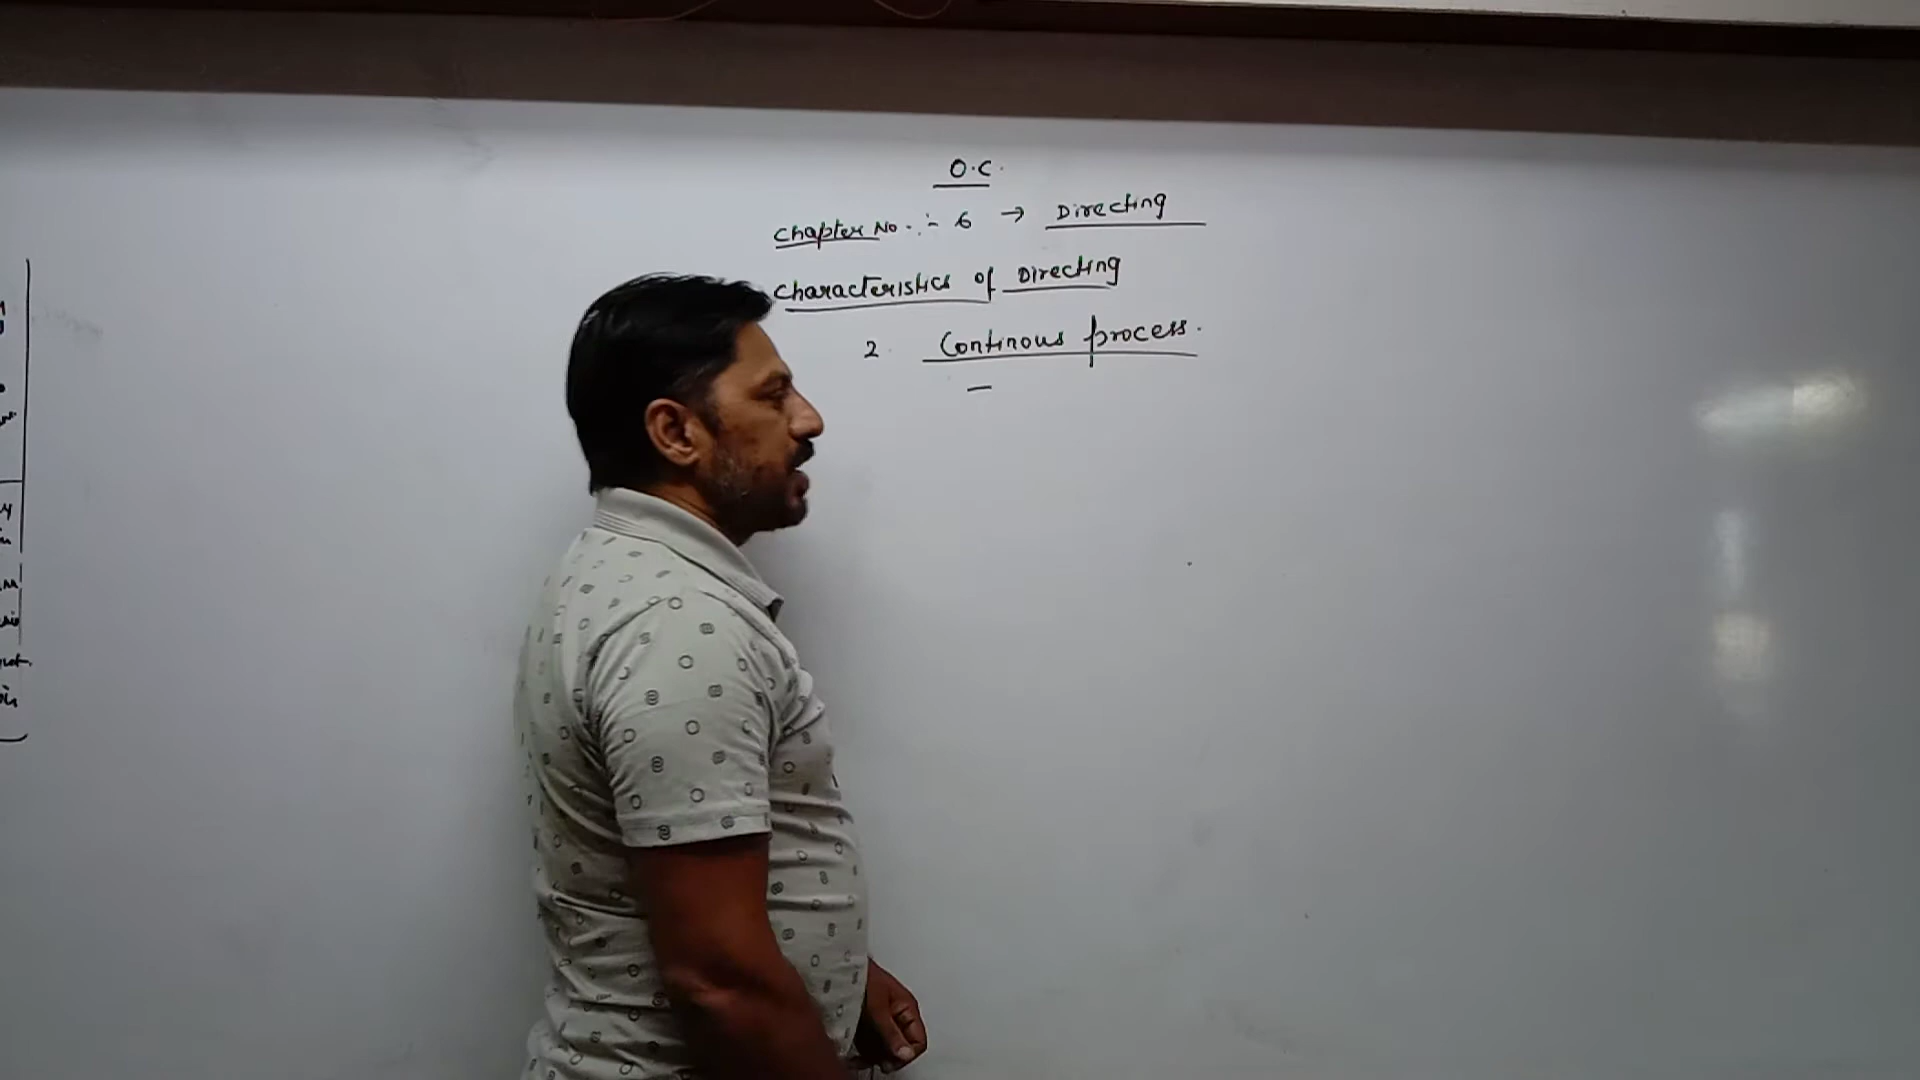 O.C.
Chapter No. :- 6 → Directing
Characteristics of Directing
2. Continous process.
—